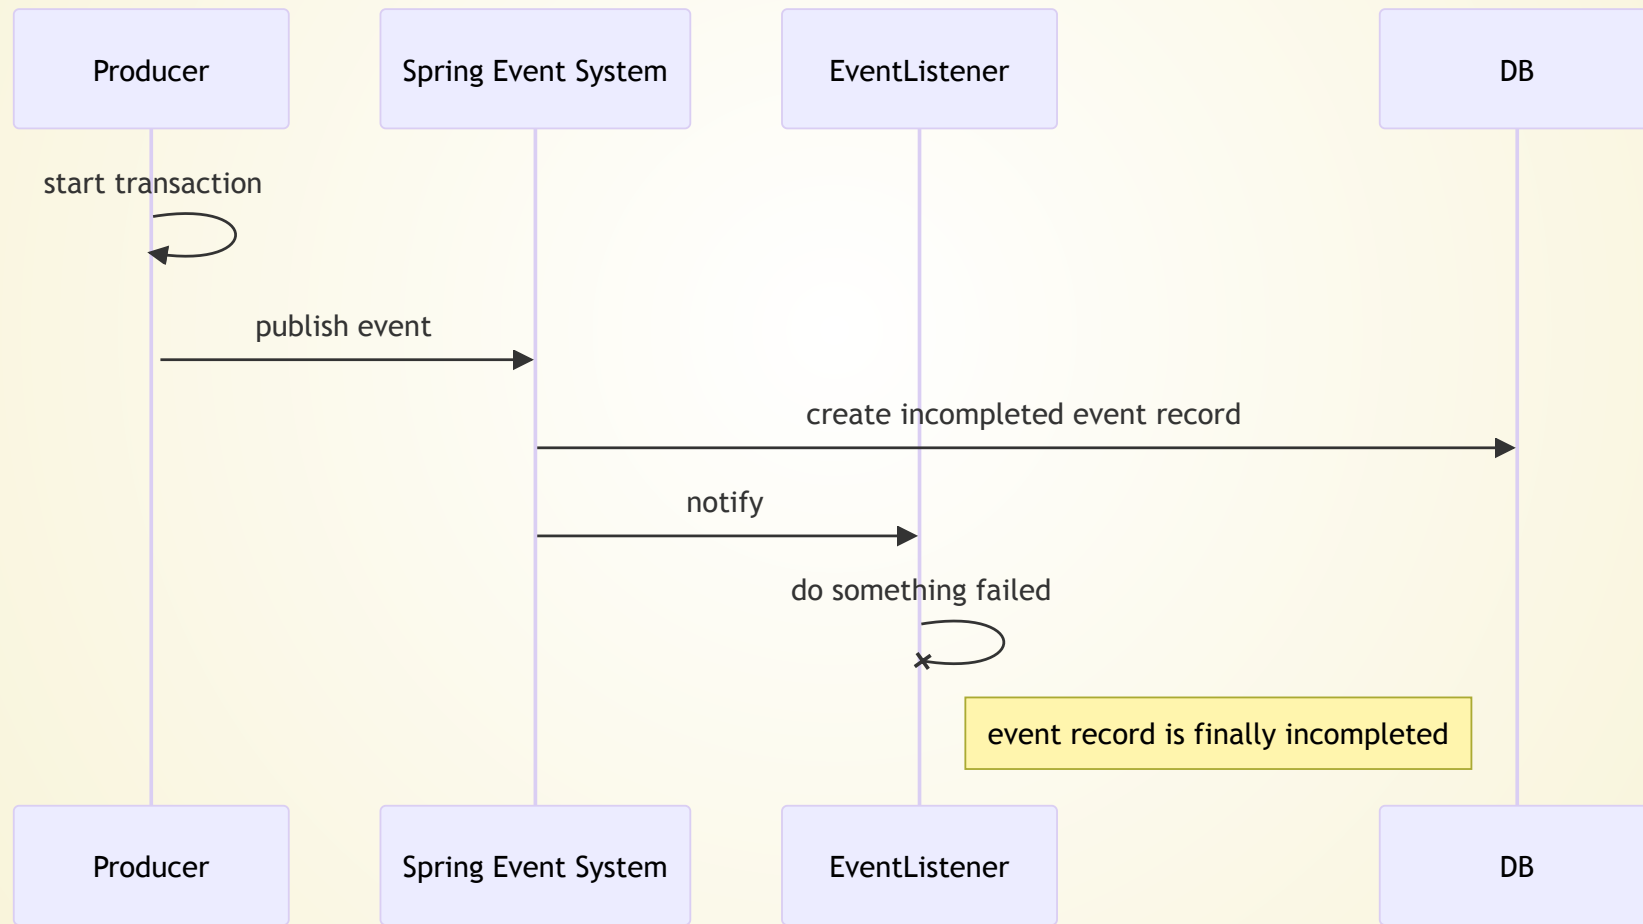 Producer
Spring Event System
EventListener
DB
start transaction
publish event
create incompleted event record
notify
do something failed
event record is finally incompleted
Producer
Spring Event System
EventListener
DB